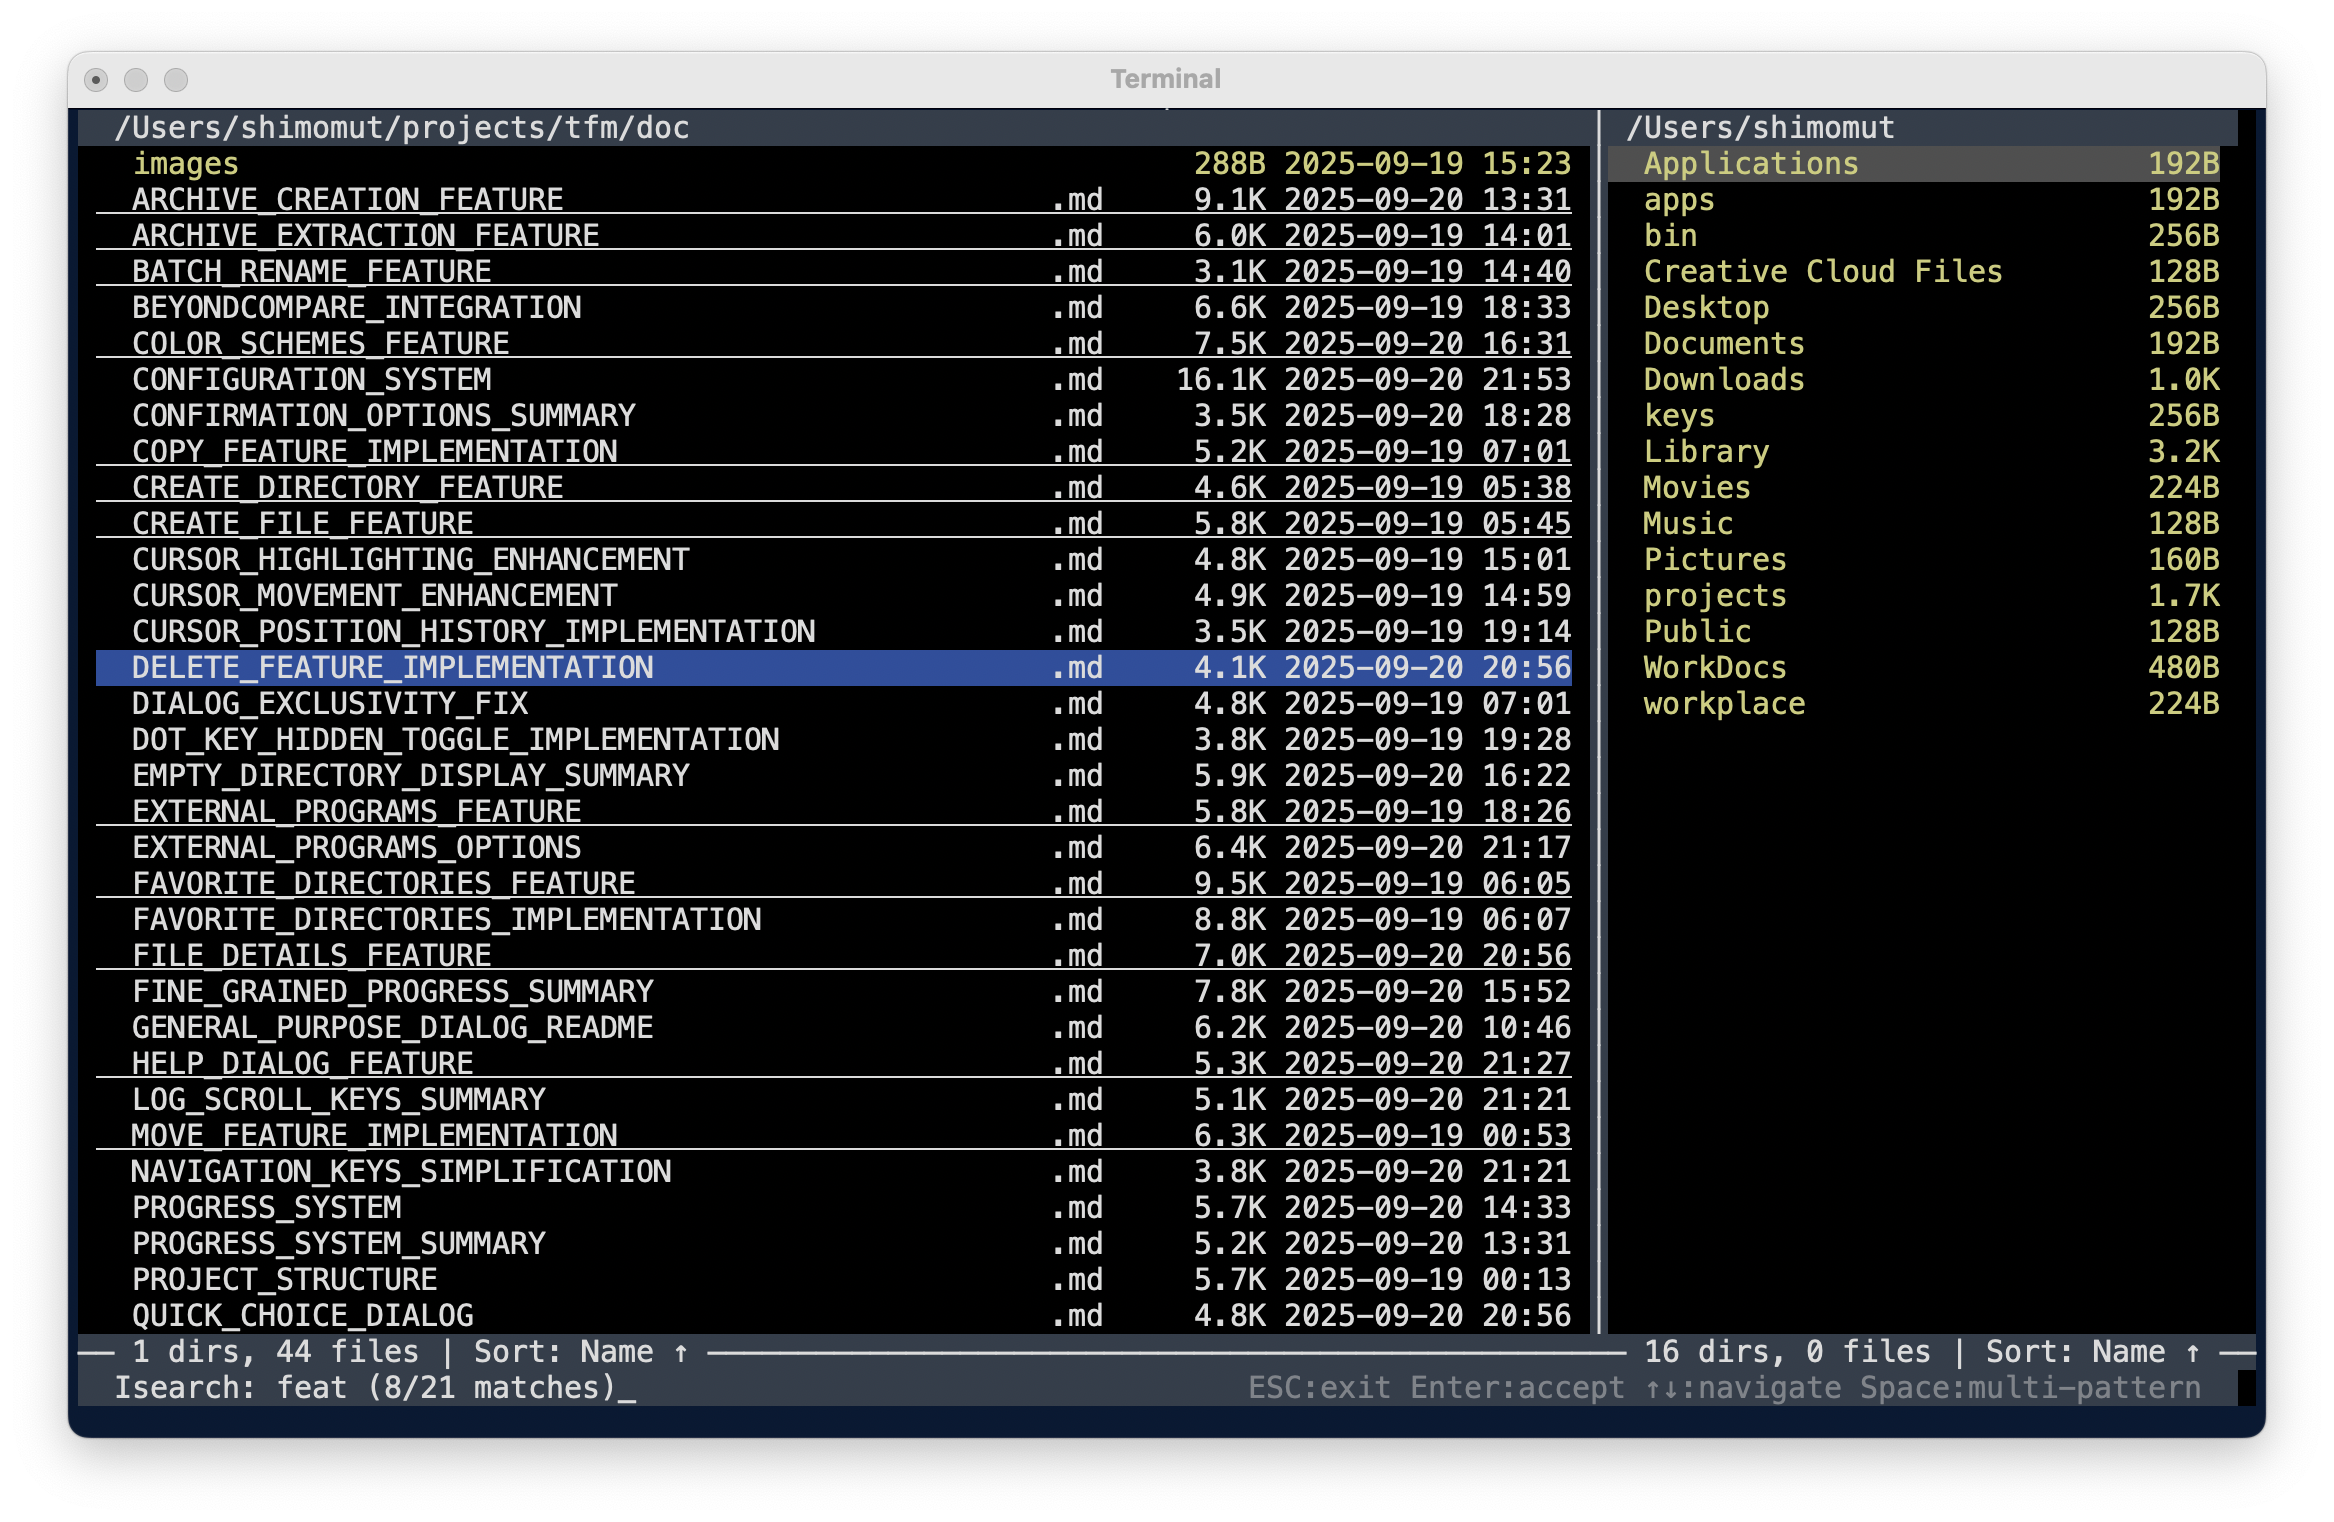 Terminal
/Users/shimomut/projects/tfm/doc
images 288B 2025-09-19 15:23
ARCHIVE_CREATION_FEATURE .md 9.1K 2025-09-20 13:31
ARCHIVE_EXTRACTION_FEATURE .md 6.0K 2025-09-19 14:01
BATCH_RENAME_FEATURE .md 3.1K 2025-09-19 14:40
BEYONDCOMPARE_INTEGRATION .md 6.6K 2025-09-19 18:33
COLOR_SCHEMES_FEATURE .md 7.5K 2025-09-20 16:31
CONFIGURATION_SYSTEM .md 16.1K 2025-09-20 21:53
CONFIRMATION_OPTIONS_SUMMARY .md 3.5K 2025-09-20 18:28
COPY_FEATURE_IMPLEMENTATION .md 5.2K 2025-09-19 07:01
CREATE_DIRECTORY_FEATURE .md 4.6K 2025-09-19 05:38
CREATE_FILE_FEATURE .md 5.8K 2025-09-19 05:45
CURSOR_HIGHLIGHTING_ENHANCEMENT .md 4.8K 2025-09-19 15:01
CURSOR_MOVEMENT_ENHANCEMENT .md 4.9K 2025-09-19 14:59
CURSOR_POSITION_HISTORY_IMPLEMENTATION .md 3.5K 2025-09-19 19:14
DELETE_FEATURE_IMPLEMENTATION .md 4.1K 2025-09-20 20:56
DIALOG_EXCLUSIVITY_FIX .md 4.8K 2025-09-19 07:01
DOT_KEY_HIDDEN_TOGGLE_IMPLEMENTATION .md 3.8K 2025-09-19 19:28
EMPTY_DIRECTORY_DISPLAY_SUMMARY .md 5.9K 2025-09-20 16:22
EXTERNAL_PROGRAMS_FEATURE .md 5.8K 2025-09-19 18:26
EXTERNAL_PROGRAMS_OPTIONS .md 6.4K 2025-09-20 21:17
FAVORITE_DIRECTORIES_FEATURE .md 9.5K 2025-09-19 06:05
FAVORITE_DIRECTORIES_IMPLEMENTATION .md 8.8K 2025-09-19 06:07
FILE_DETAILS_FEATURE .md 7.0K 2025-09-20 20:56
FINE_GRAINED_PROGRESS_SUMMARY .md 7.8K 2025-09-20 15:52
GENERAL_PURPOSE_DIALOG_README .md 6.2K 2025-09-20 10:46
HELP_DIALOG_FEATURE .md 5.3K 2025-09-20 21:27
LOG_SCROLL_KEYS_SUMMARY .md 5.1K 2025-09-20 21:21
MOVE_FEATURE_IMPLEMENTATION .md 6.3K 2025-09-19 00:53
NAVIGATION_KEYS_SIMPLIFICATION .md 3.8K 2025-09-20 21:21
PROGRESS_SYSTEM .md 5.7K 2025-09-20 14:33
PROGRESS_SYSTEM_SUMMARY .md 5.2K 2025-09-20 13:31
PROJECT_STRUCTURE .md 5.7K 2025-09-19 00:13
QUICK_CHOICE_DIALOG .md 4.8K 2025-09-20 20:56
1 dirs, 44 files | Sort: Name ↑
/Users/shimomut
Applications 192B
apps 192B
bin 256B
Creative Cloud Files 128B
Desktop 256B
Documents 192B
Downloads 1.0K
keys 256B
Library 3.2K
Movies 224B
Music 128B
Pictures 160B
projects 1.7K
Public 128B
WorkDocs 480B
workplace 224B
16 dirs, 0 files | Sort: Name ↑
Isearch: feat (8/21 matches)_
ESC:exit Enter:accept ↑↓:navigate Space:multi-pattern